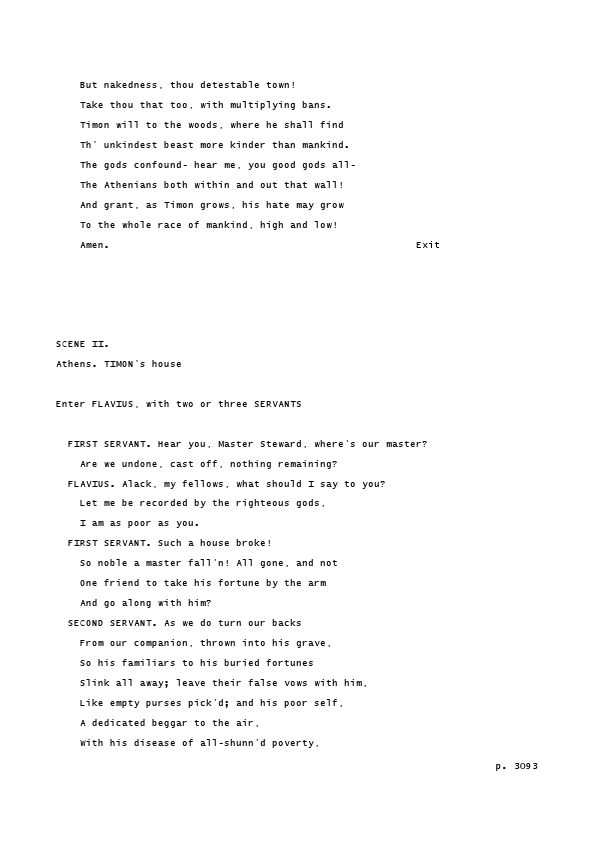 But nakedness, thou detestable town!
Take thou that too, with multiplying bans.
Timon will to the woods, where he shall find
Th' unkindest beast more kinder than mankind.
The gods confound- hear me, you good gods all-
The Athenians both within and out that wall!
And grant, as Timon grows, his hate may grow
To the whole race of mankind, high and low!
Amen. Exit
SCENE II.
Athens. TIMON'S house
Enter FLAVIUS, with two or three SERVANTS
FIRST SERVANT. Hear you, Master Steward, where's our master?
Are we undone, cast off, nothing remaining?
FLAVIUS. Alack, my fellows, what should I say to you?
Let me be recorded by the righteous gods,
I am as poor as you.
FIRST SERVANT. Such a house broke!
So noble a master fall'n! All gone, and not
One friend to take his fortune by the arm
And go along with him?
SECOND SERVANT. As we do turn our backs
From our companion, thrown into his grave,
So his familiars to his buried fortunes
Slink all away; leave their false vows with him,
Like empty purses pick'd; and his poor self,
A dedicated beggar to the air,
With his disease of all-shunn'd poverty,
p. 3093